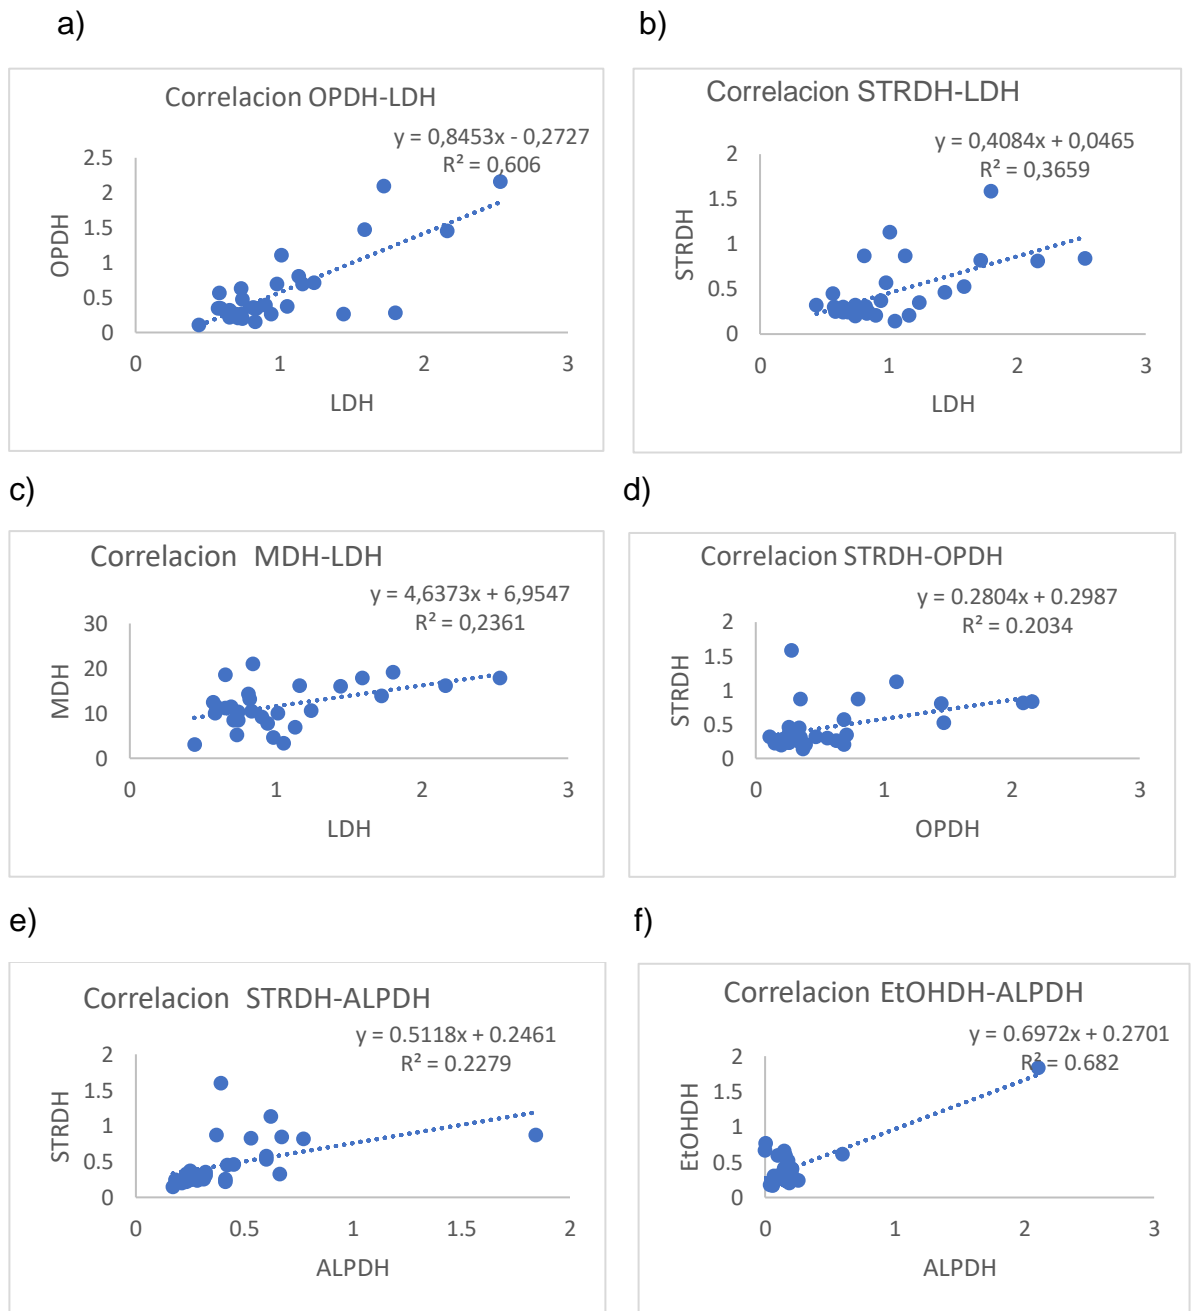 a)
Correlacion OPDH-LDH
y = 0,8453x - 0,2727
R² = 0,606
2.5
2
1.5
1
0.5
0
0
1
2
3
OPDH
LDH
b)
Correlacion STRDH-LDH
y = 0,4084x + 0,0465
R² = 0,3659
2
1.5
1
0.5
0
0
1
2
3
STRDH
LDH
c)
Correlacion MDH-LDH
y = 4,6373x + 6,9547
R² = 0,2361
30
20
10
0
0
1
2
3
MDH
LDH
d)
Correlacion STRDH-OPDH
y = 0.2804x + 0.2987
R² = 0.2034
2
1.5
1
0.5
0
0
1
2
3
STRDH
OPDH
e)
Correlacion STRDH-ALPDH
y = 0.5118x + 0.2461
R² = 0.2279
2
1.5
1
0.5
0
0
0.5
1
1.5
2
STRDH
ALPDH
f)
Correlacion EtOHDH-ALPDH
y = 0.6972x + 0.2701
R² = 0.682
2
1.5
1
0.5
0
0
1
2
3
EtOHDH
ALPDH